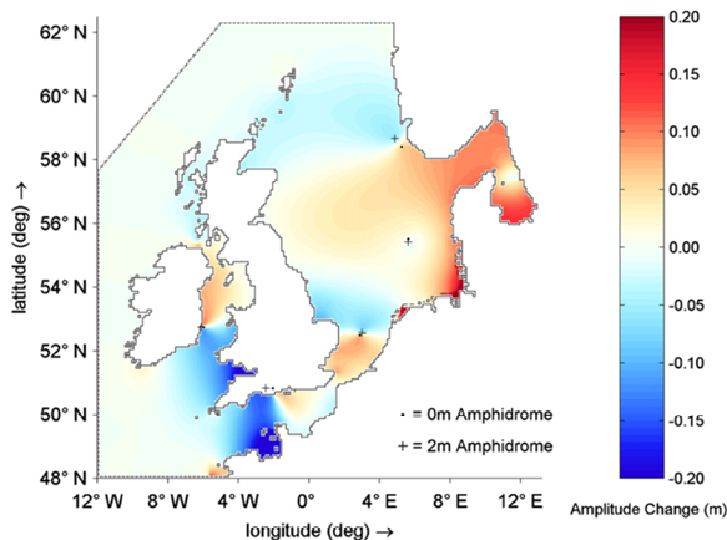 62° N
60° N
58° N
56° N
54° N
52° N
50° N
48° N
latitude (deg) →
12° W
8° W
4° W
0°
4° E
8° E
12° E
longitude (deg) →
· = 0m Amphidrome
+ = 2m Amphidrome
0.20
0.15
0.10
0.05
0.00
-0.05
-0.10
-0.15
-0.20
Amplitude Change (m)